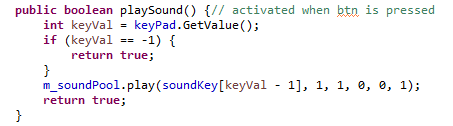 public boolean playSound() {// activated when btn is pressed
    int keyVal = keyPad.GetValue();
    if (keyVal == -1) {
        return true;
    }
    m_soundPool.play(soundKey[keyVal - 1], 1, 1, 0, 0, 1);
    return true;
}